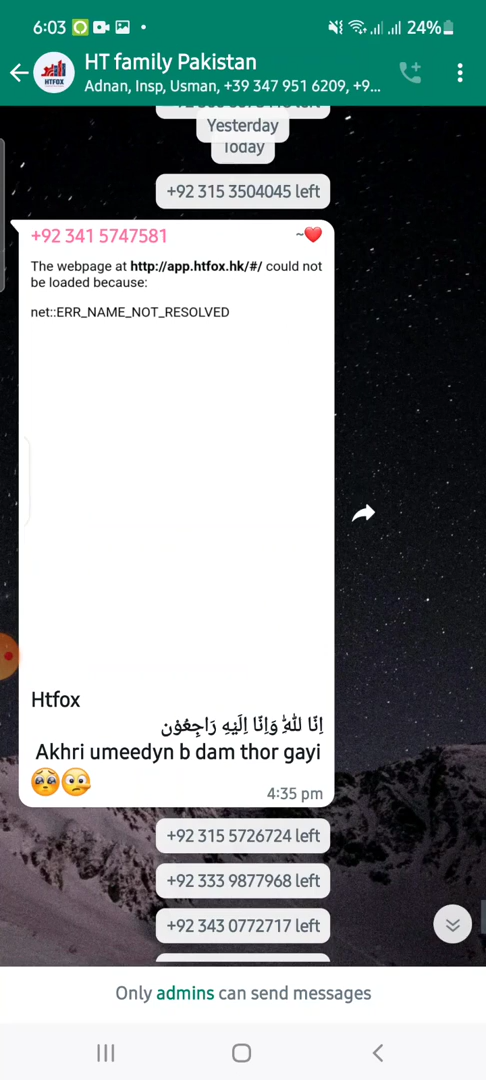 6:03
24%
HT family Pakistan
Adnan, Insp, Usman, +39 347 951 6209, +9...
HTFOX
Yesterday
Today
+92 315 3504045 left
+92 341 5747581
~❤️
The webpage at http://app.htfox.hk/#/ could not
be loaded because:
net::ERR_NAME_NOT_RESOLVED
Htfox
اِنّا لِلّٰهِ وَاِنّا اِلَيْهِ رَاجِعُوْن
Akhri umeedyn b dam thor gayi
🥺🤥
4:35 pm
+92 315 5726724 left
+92 333 9877968 left
+92 343 0772717 left
Only admins can send messages